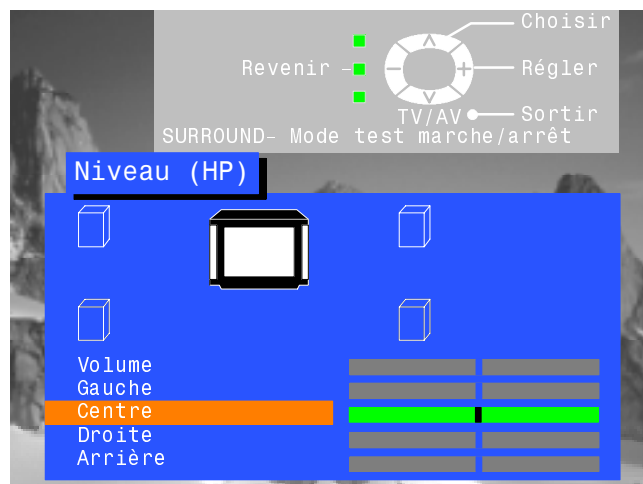 Choisir
Revenir – Régler
TV/AV Sortir
SURROUND– Mode test marche/arrêt
Niveau (HP)
Volume
Gauche
Centre
Droite
Arrière